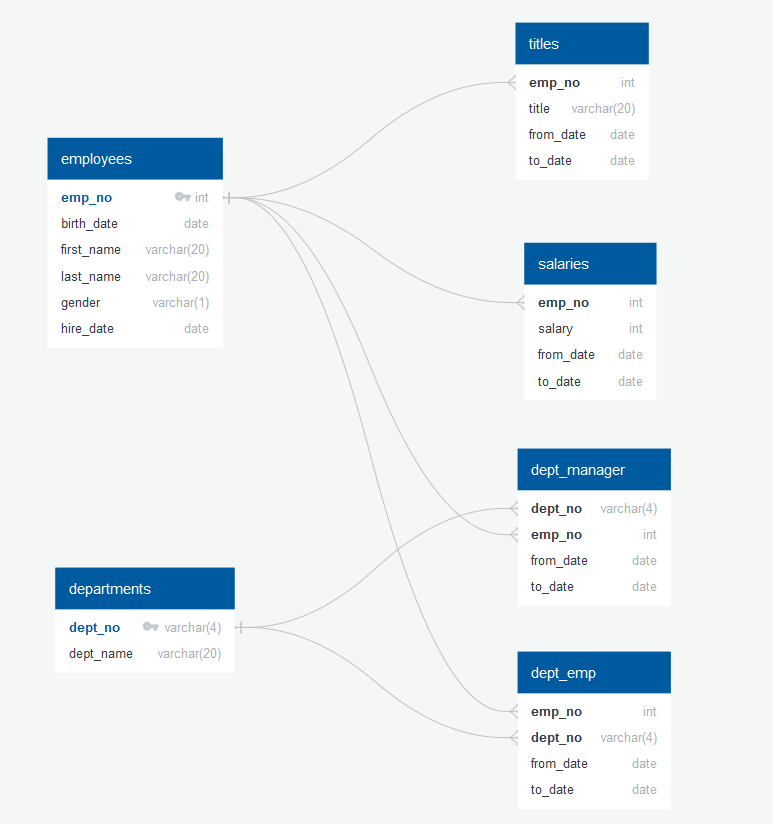 titles
emp_no int
title varchar(20)
from_date date
to_date date
employees
emp_no int
birth_date date
first_name varchar(20)
last_name varchar(20)
gender varchar(1)
hire_date date
salaries
emp_no int
salary int
from_date date
to_date date
dept_manager
dept_no varchar(4)
emp_no int
from_date date
to_date date
departments
dept_no varchar(4)
dept_name varchar(20)
dept_emp
emp_no int
dept_no varchar(4)
from_date date
to_date date